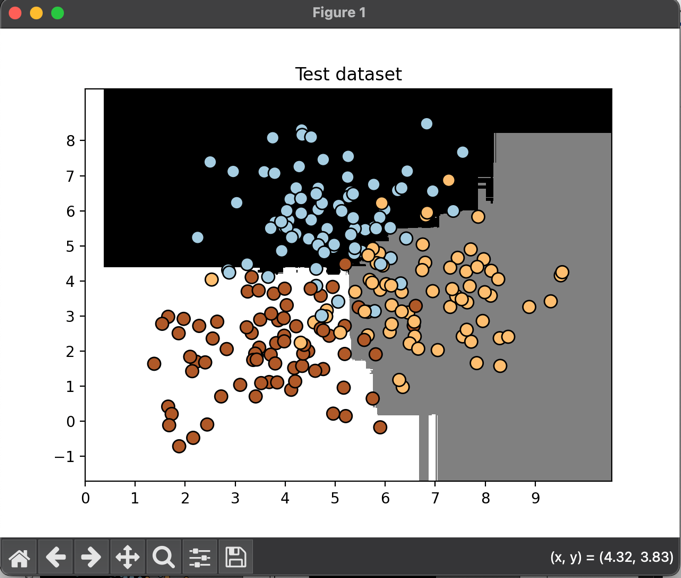 Figure 1
Test dataset
8
7
6
5
4
3
2
1
0
−1
0 1 2 3 4 5 6 7 8 9
(x, y) = (4.32, 3.83)